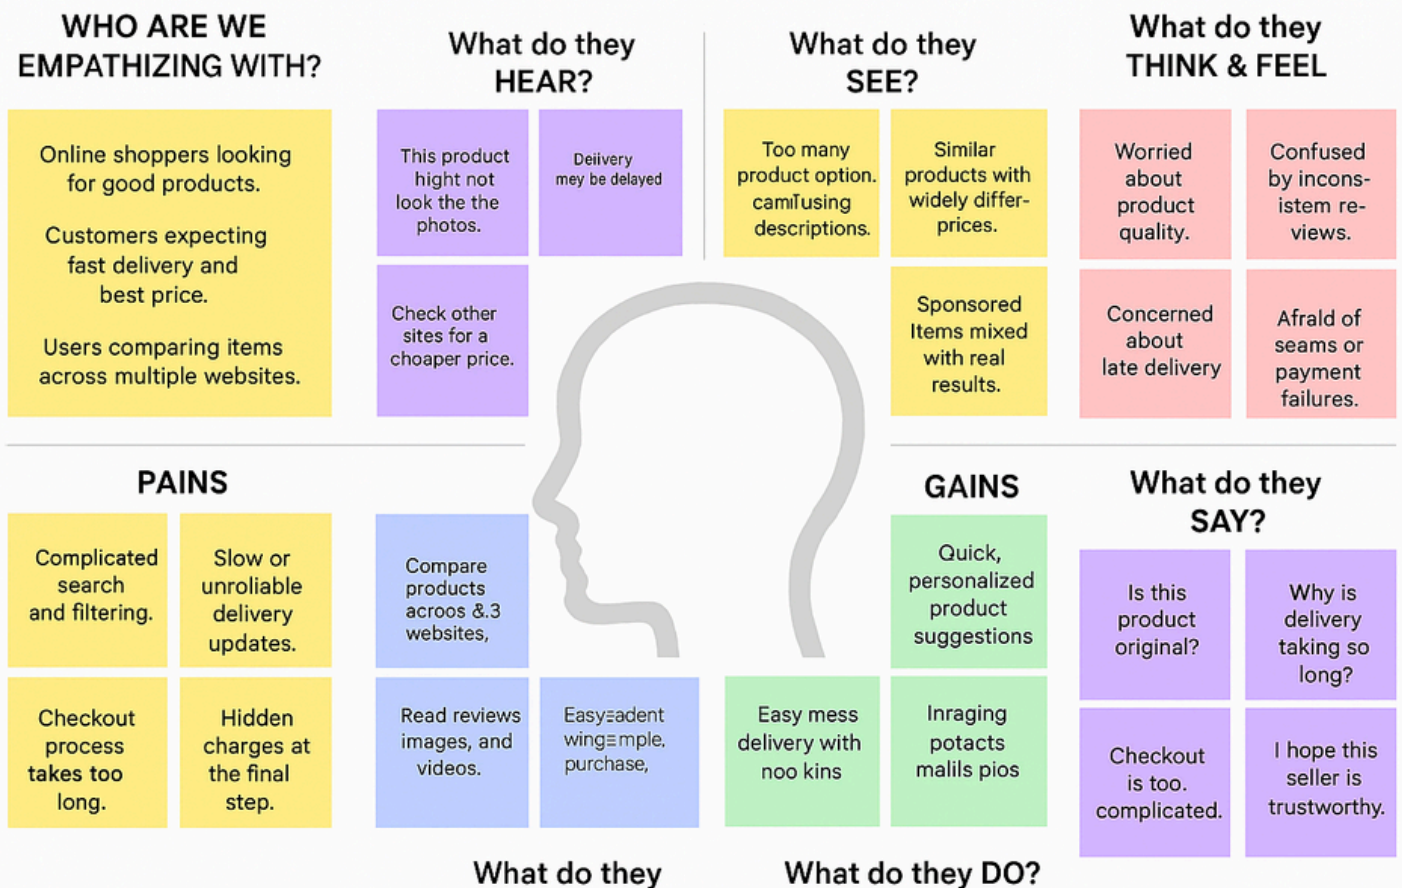 WHO ARE WE
EMPATHIZING WITH?
Online shoppers looking
for good products.
Customers expecting
fast delivery and
best price.
Users comparing items
across multiple websites.
What do they
HEAR?
This product
hight not
look the the
photos.
Deiivery
mey be delayed
Check other
sites for a
choaper price.
What do they
SEE?
Too many
product option.
descriptions.
Similar
products with
widely differ-
prices.
Sponsored
Items mixed
with real
results.
What do they
THINK & FEEL
Worried
about
product
quality.
Confused
by incons-
istem re-
views.
Concerned
about
late delivery
Afrald of
seams or
payment
failures.
PAINS
Complicated
search
and filtering.
Slow or
unroliable
delivery
updates.
Checkout
process
takes too
long.
Hidden
charges at
the final
step.
Compare
products
acroos &.3
websites,
Read reviews
images, and
videos.
purchase,
GAINS
Quick,
personalized
product
suggestions
Easy mess
delivery with
noo kins
Inraging
potacts
malils pios
What do they
SAY?
Is this
product
original?
Why is
delivery
taking so
long?
Checkout
is too.
complicated.
I hope this
seller is
trustworthy.
What do they
What do they DO?